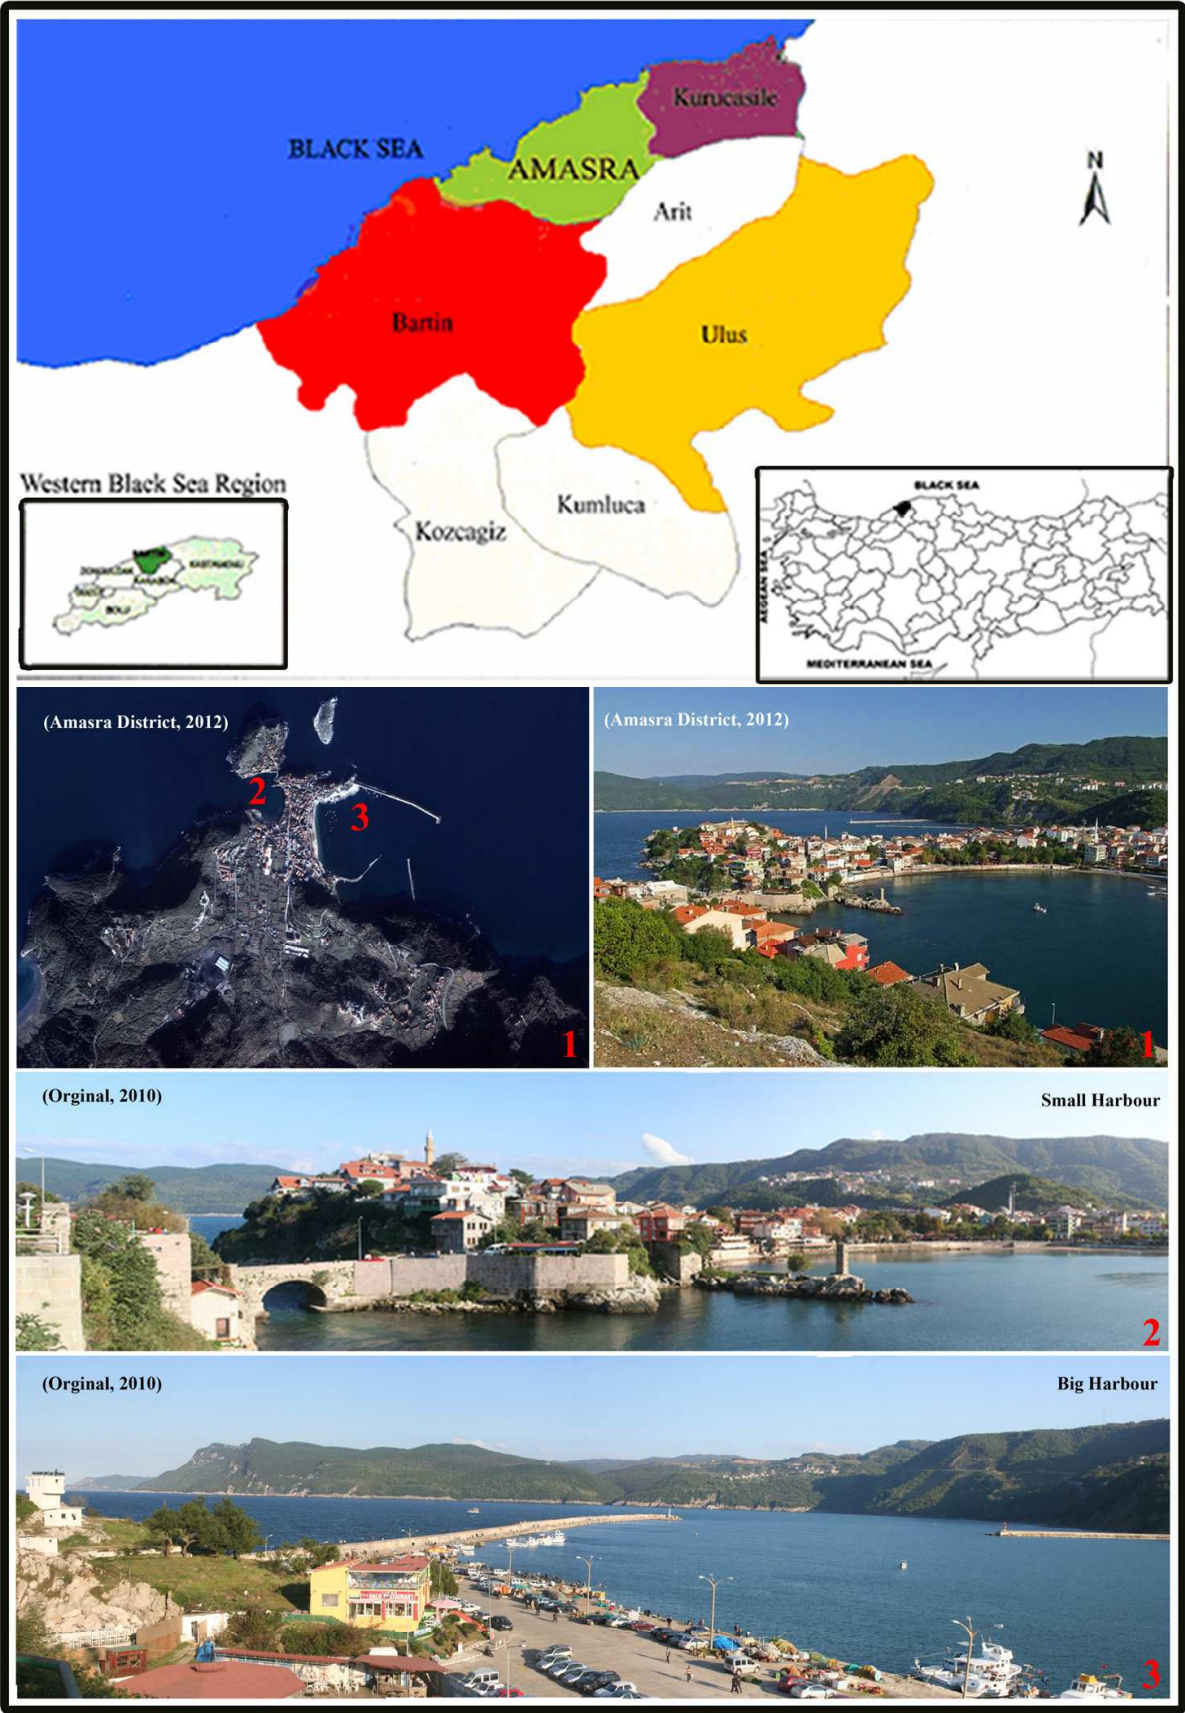 Kurucasile
BLACK SEA
AMASRA
N
Arit
Bartin
Ulus
Western Black Sea Region
KASTAMONU
BOLU
Kumluca
Kozcagiz
BLACK SEA
AEGEAN SEA
MEDITERRANEAN SEA
(Amasra District, 2012)
2
3
1
(Amasra District, 2012)
1
(Orginal, 2010)
Small Harbour
2
(Orginal, 2010)
Big Harbour
3